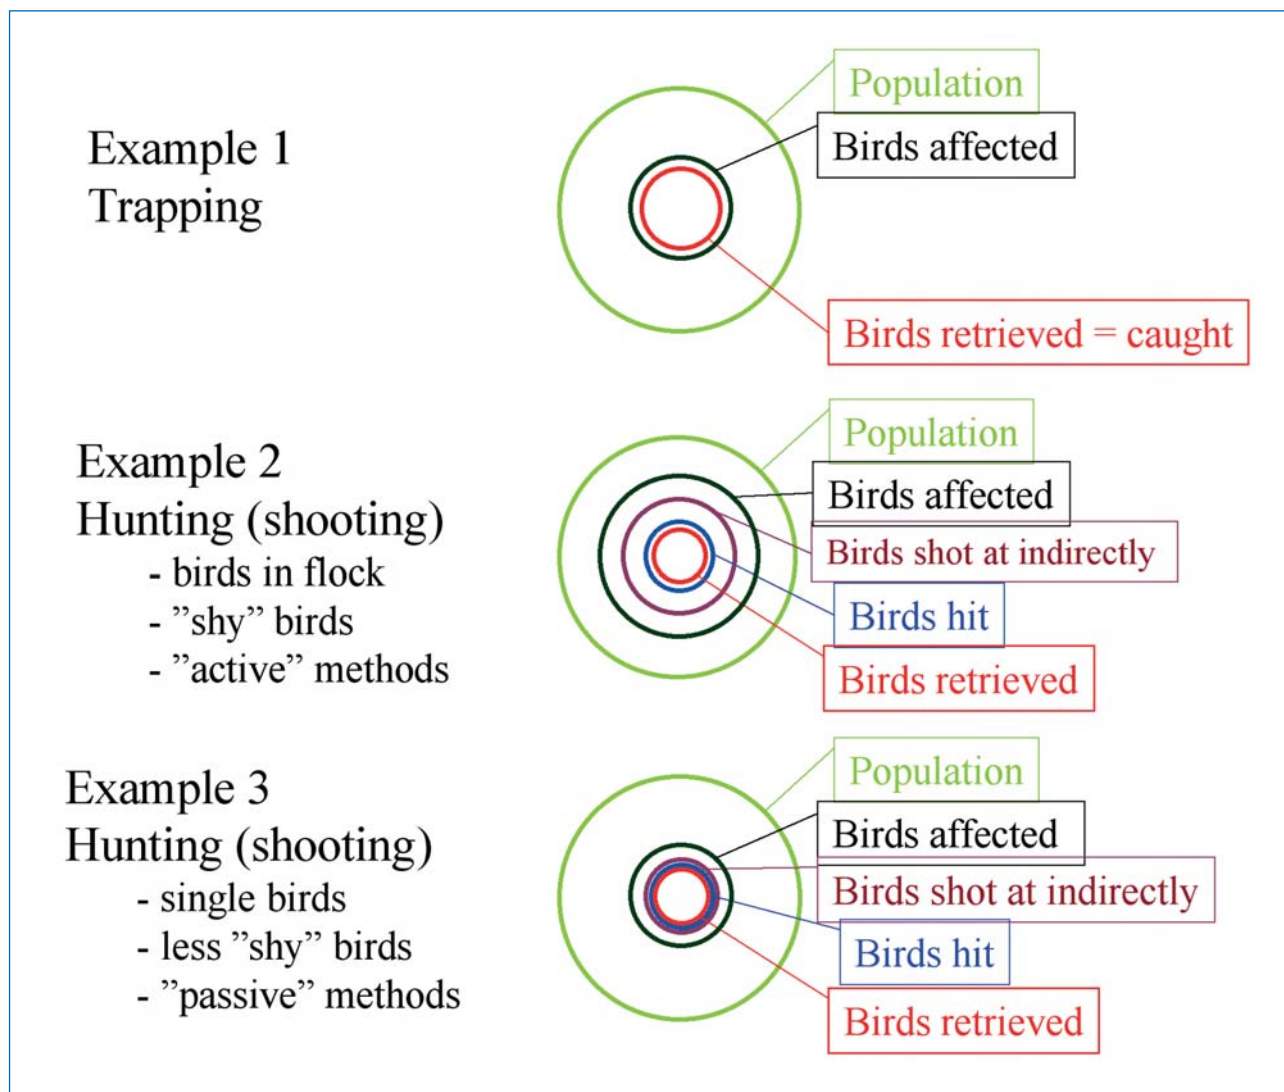 Example 1
Trapping
Population
Birds affected
Birds retrieved = caught
Example 2
Hunting (shooting)
- birds in flock
- ”shy” birds
- ”active” methods
Population
Birds affected
Birds shot at indirectly
Birds hit
Birds retrieved
Example 3
Hunting (shooting)
- single birds
- less ”shy” birds
- ”passive” methods
Population
Birds affected
Birds shot at indirectly
Birds hit
Birds retrieved